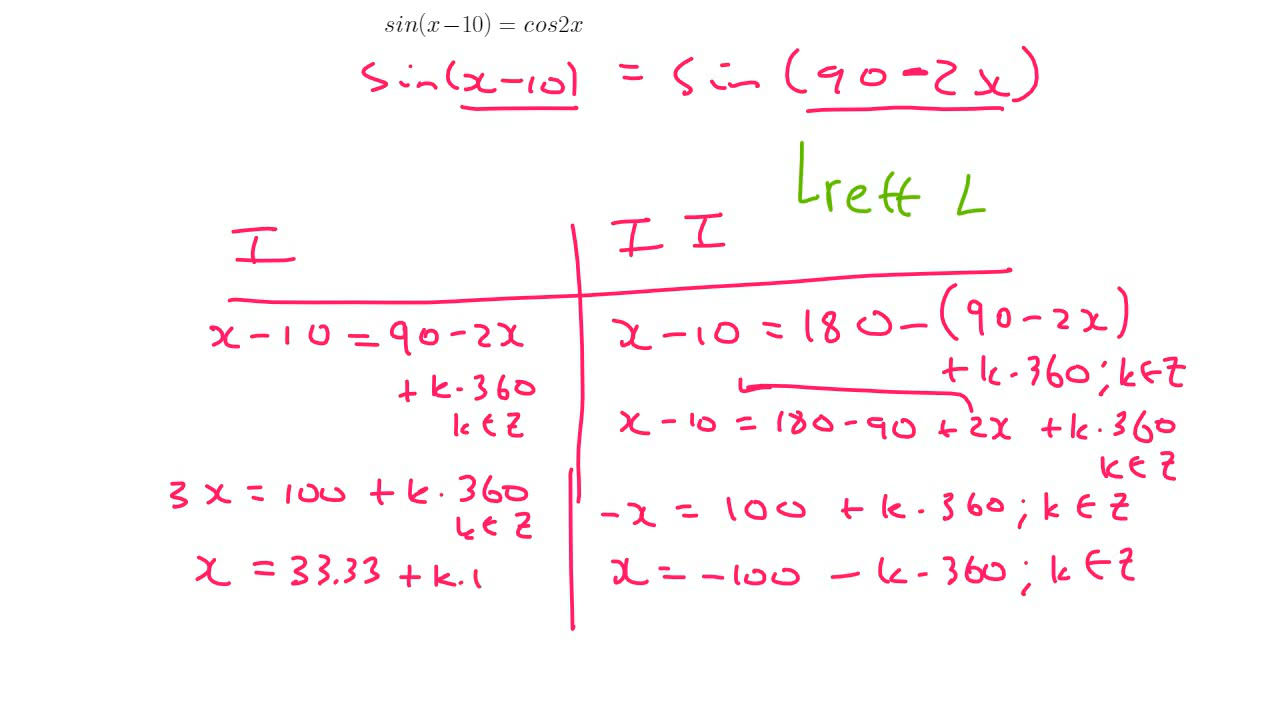 sin(x−10) = cos2x
sin(x-10) = sin(90-2x)
∟rett L
I
II
x-10=90-2x
+k·360
k∈Z
3x=100+k·360
k∈Z
x=33.33+k.1
x-10=180-(90-2x)
+k·360;k∈Z
x-10=180-90+2x+k·360
k∈Z
-x=100+k·360;k∈Z
x=-100-k·360;k∈Z